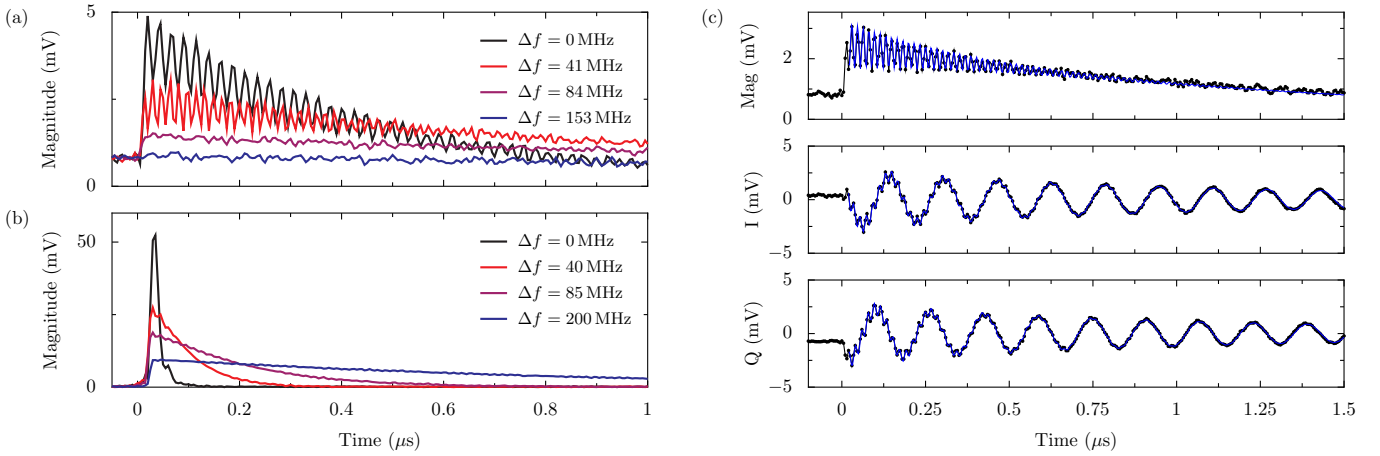 (a)
Magnitude (mV)
5
0
Δf = 0 MHz
Δf = 41 MHz
Δf = 84 MHz
Δf = 153 MHz
(b)
Magnitude (mV)
50
0
Δf = 0 MHz
Δf = 40 MHz
Δf = 85 MHz
Δf = 200 MHz
0 0.2 0.4 0.6 0.8 1
Time (μs)
(c)
Mag (mV)
2
0
I (mV)
5
0
−5
Q (mV)
5
0
−5
0 0.25 0.5 0.75 1 1.25 1.5
Time (μs)